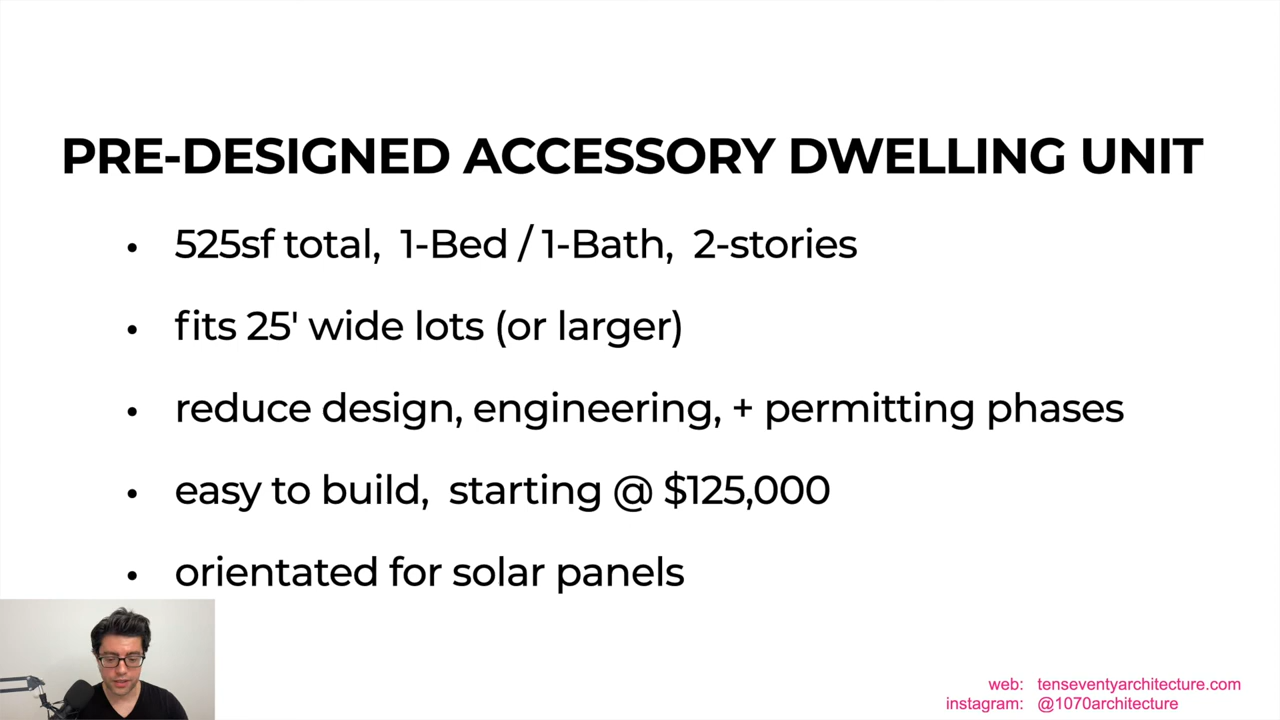 PRE-DESIGNED ACCESSORY DWELLING UNIT
• 525sf total, 1-Bed / 1-Bath, 2-stories
• fits 25' wide lots (or larger)
• reduce design, engineering, + permitting phases
• easy to build, starting @ $125,000
• orientated for solar panels
web: tenseventyarchitecture.com
instagram: @1070architecture